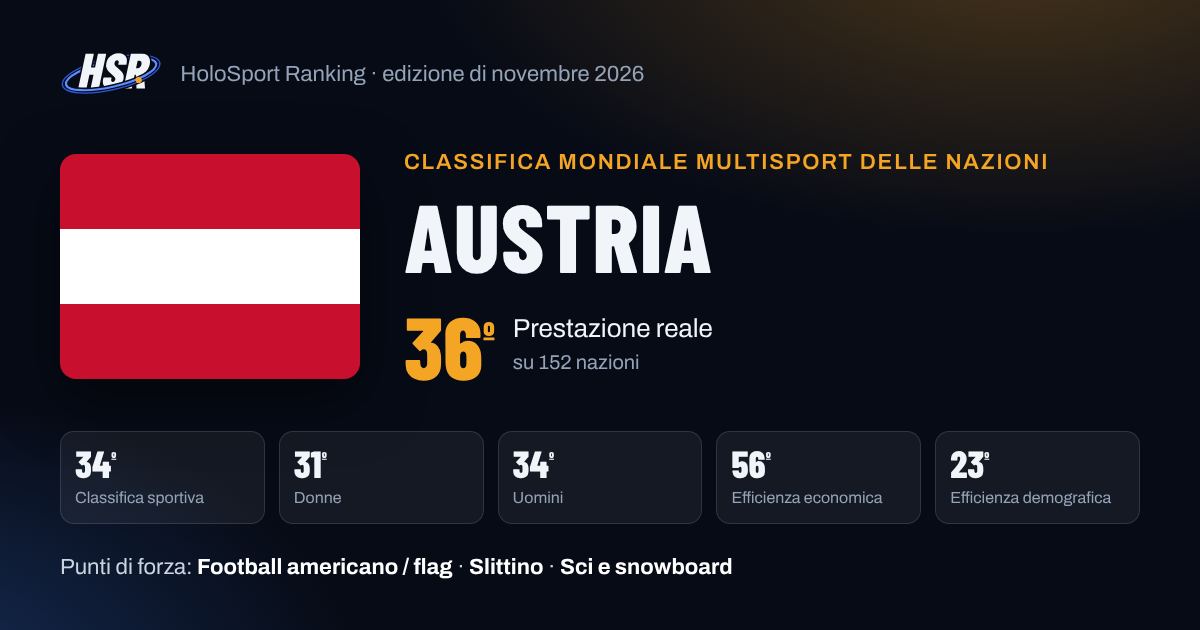 HSR
HoloSport Ranking · edizione di novembre 2026
CLASSIFICA MONDIALE MULTISPORT DELLE NAZIONI
AUSTRIA
36º Prestazione reale
su 152 nazioni
34º
Classifica sportiva
31º
Donne
34º
Uomini
56º
Efficienza economica
23º
Efficienza demografica
Punti di forza: Football americano / flag · Slittino · Sci e snowboard